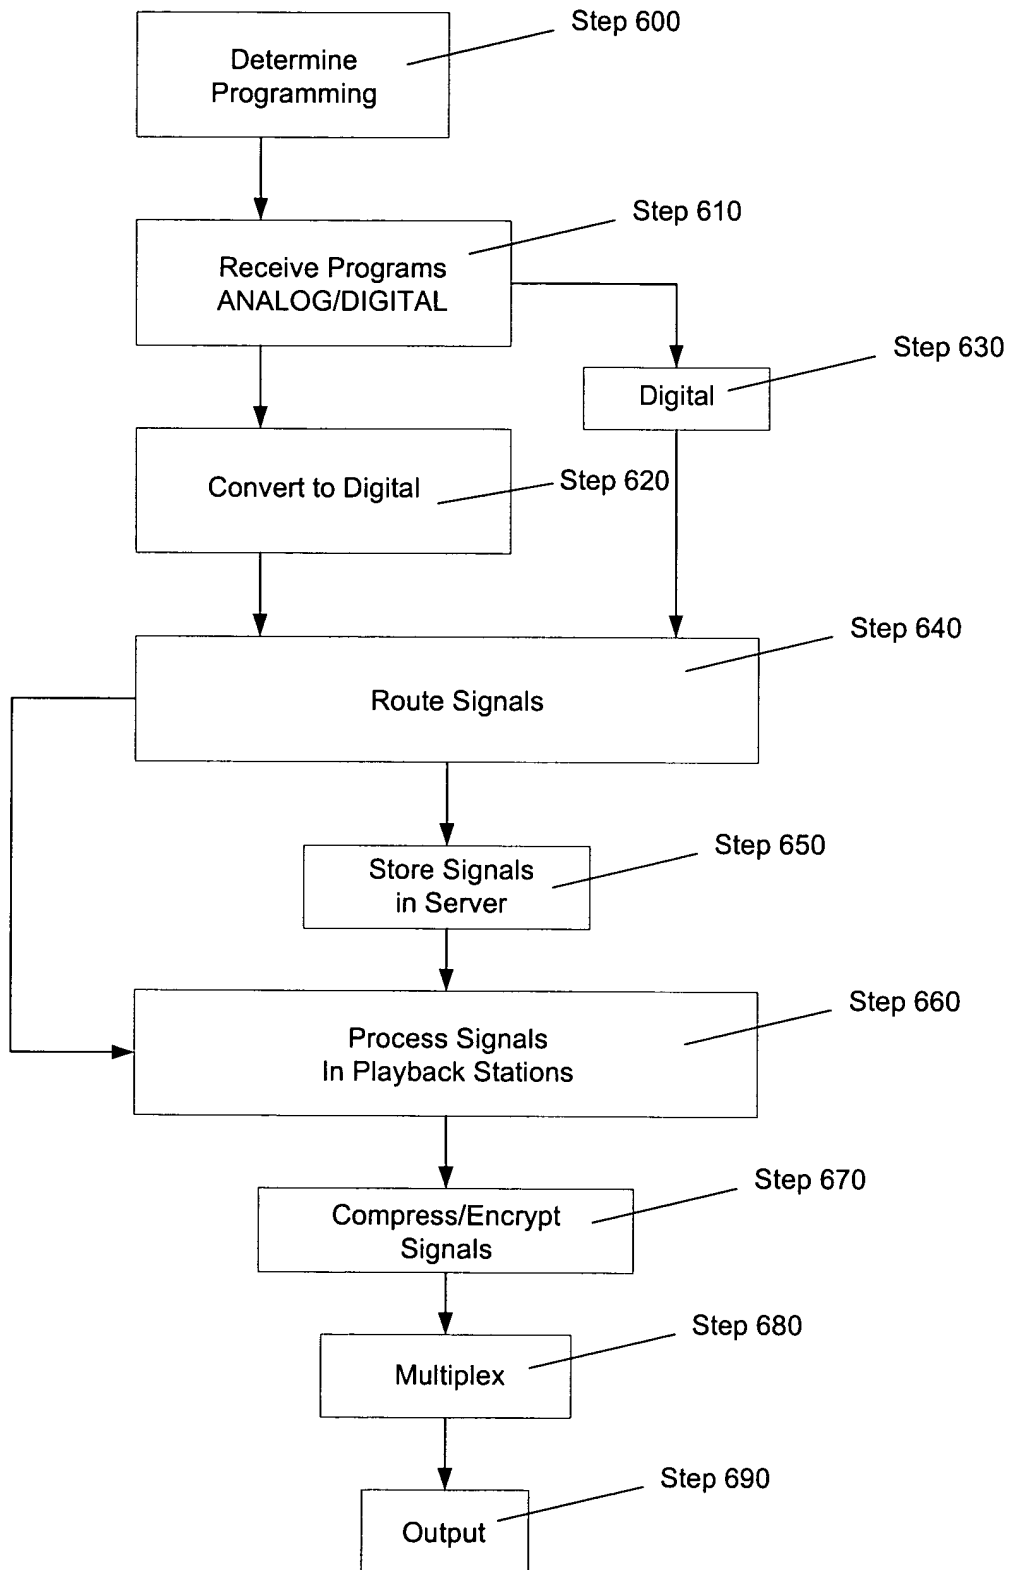 Step 600
Determine
Programming
Step 610
Receive Programs
ANALOG/DIGITAL
Step 630
Digital
Convert to Digital
Step 620
Step 640
Route Signals
Step 650
Store Signals
in Server
Step 660
Process Signals
In Playback Stations
Step 670
Compress/Encrypt
Signals
Step 680
Multiplex
Step 690
Output